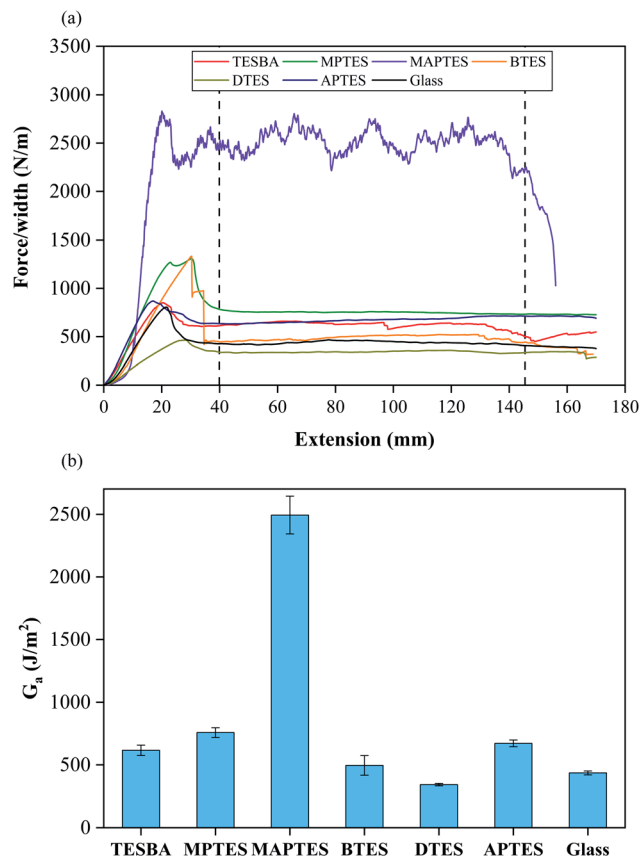 (a)
3500
3000
2500
2000
1500
1000
500
0
Force/width (N/m)
TESBA MPTES MAPTES BTES
DTES APTES Glass
0 20 40 60 80 100 120 140 160 180
Extension (mm)
(b)
2500
2000
1500
1000
500
0
Gₐ (J/m²)
TESBA MPTES MAPTES BTES DTES APTES Glass